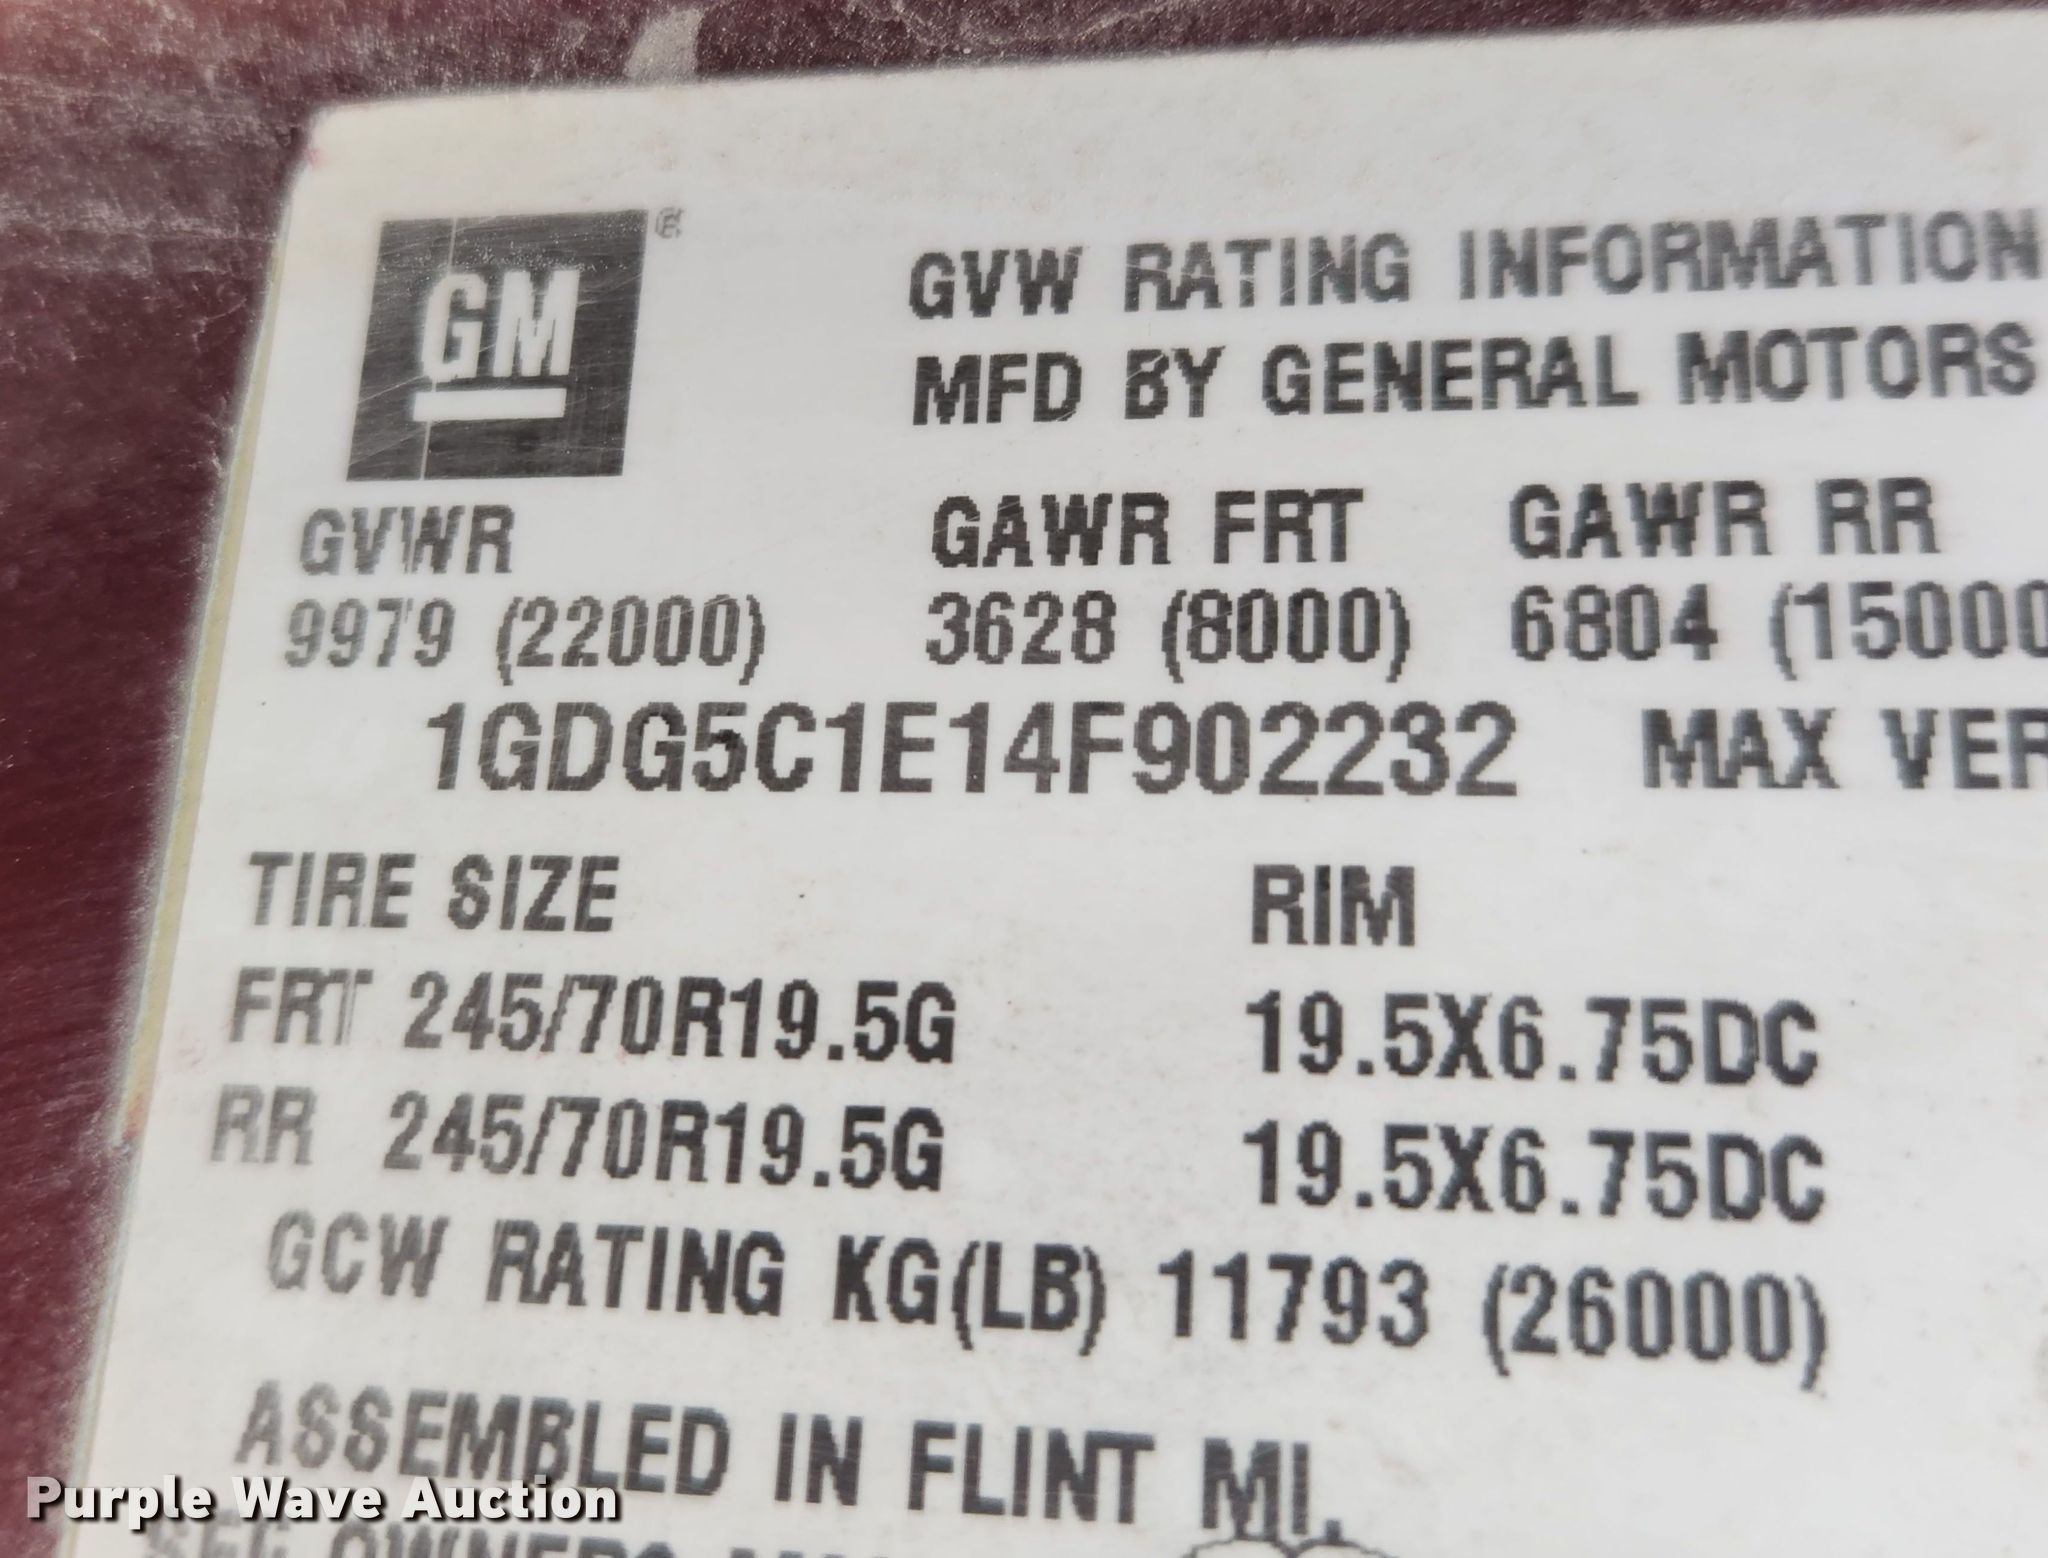 GM ®
GVW RATING INFORMATION
MFD BY GENERAL MOTORS
GVWR GAWR FRT GAWR RR
9979 (22000) 3628 (8000) 6804 (15000
1GDG5C1E14F902232 MAX VER
TIRE SIZE RIM
FRT 245/70R19.5G 19.5X6.75DC
RR 245/70R19.5G 19.5X6.75DC
GCW RATING KG(LB) 11793 (26000)
ASSEMBLED IN FLINT MI.
Purple Wave Auction
SEE OWNERS